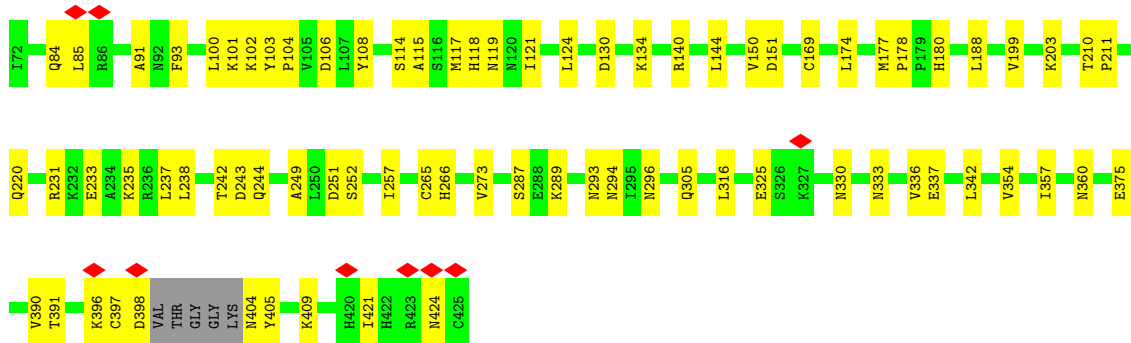 I72 Q84 L85 R86 A91 N92 F93 L100 K101 K102 Y103 P104 V105 D106 L107 Y108 S114 A115 S116 M117 H118 N119 N120 I121 L124 D130 K134 R140 L144 V150 D151 C169 L174 M177 P178 P179 H180 L188 V199 K203 T210 P211
Q220 R231 K232 E233 A234 K235 R236 L237 L238 T242 D243 Q244 A249 L250 D251 S252 I257 C265 H266 V273 S287 E288 K289 N293 N294 I295 N296 Q305 L316 E325 S326 K327 N330 N333 V336 E337 L342 V354 I357 N360 E375
V390 T391 K396 C397 D398 VAL THR GLY GLY LYS N404 Y405 K409 H420 I421 H422 R423 N424 C425